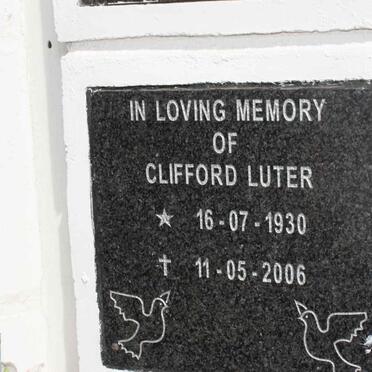 IN LOVING MEMORY
OF
CLIFFORD LUTER
16-07-1930
✝ 11-05-2006